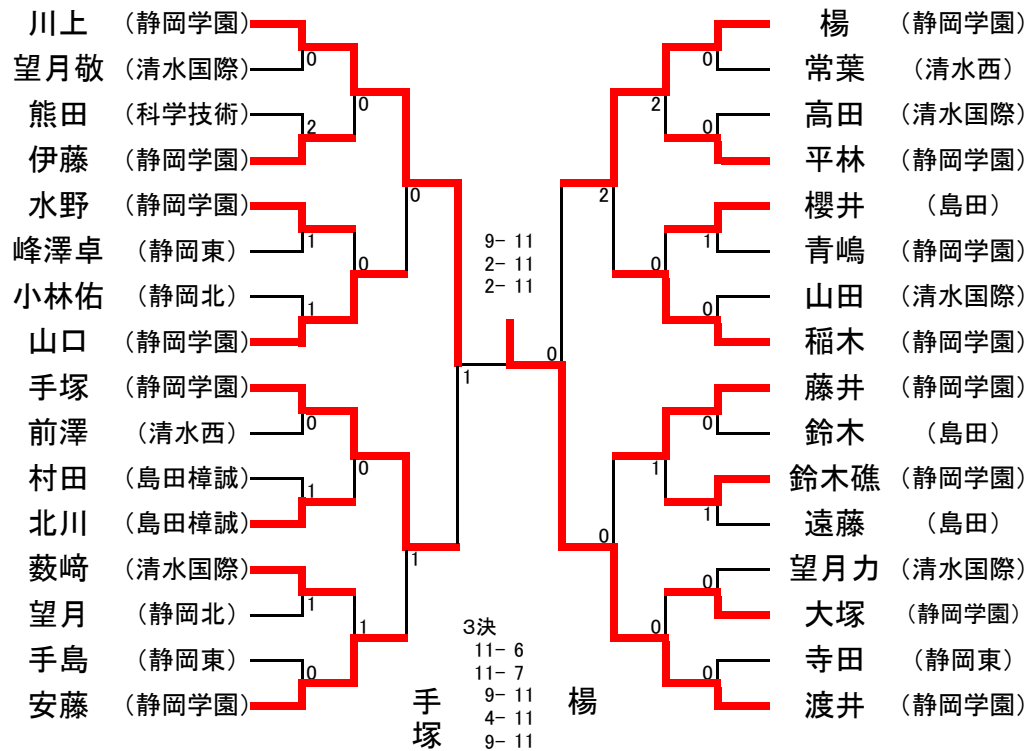 川上 （静岡学園）
0
望月敬 （清水国際）
0
熊田 （科学技術）
2
伊藤 （静岡学園）
0
水野 （静岡学園）
1
峰澤卓 （静岡東）
0
小林佑 （静岡北）
1
山口 （静岡学園）
手塚 （静岡学園）
0
前澤 （清水西）
0
村田 （島田樟誠）
1
北川 （島田樟誠）
1
薮﨑 （清水国際）
1
望月 （静岡北）
1
手島 （静岡東）
0
安藤 （静岡学園）
9- 11
2- 11
2- 11
1
0
3決
11- 6
11- 7
9- 11
4- 11
9- 11
手塚
楊
楊 （静岡学園）
0
常葉 （清水西）
2
高田 （清水国際）
0
平林 （静岡学園）
2
櫻井 （島田）
1
青嶋 （静岡学園）
0
山田 （清水国際）
0
稲木 （静岡学園）
藤井 （静岡学園）
0
鈴木 （島田）
1
鈴木礁 （静岡学園）
1
遠藤 （島田）
0
望月力 （清水国際）
0
大塚 （静岡学園）
0
寺田 （静岡東）
0
渡井 （静岡学園）